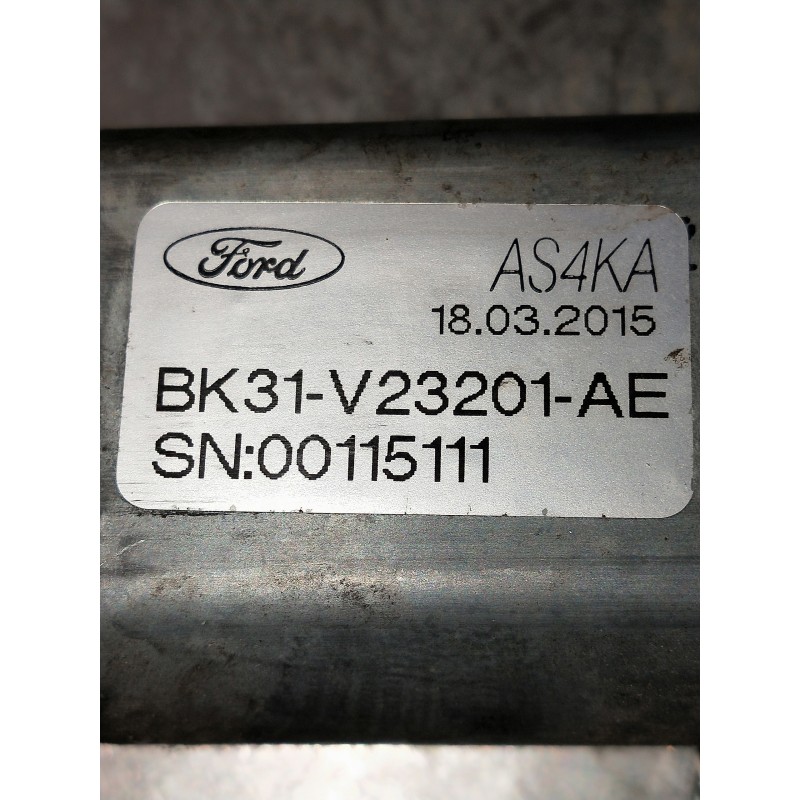 Ford
AS4KA
18.03.2015
BK31-V23201-AE
SN:00115111